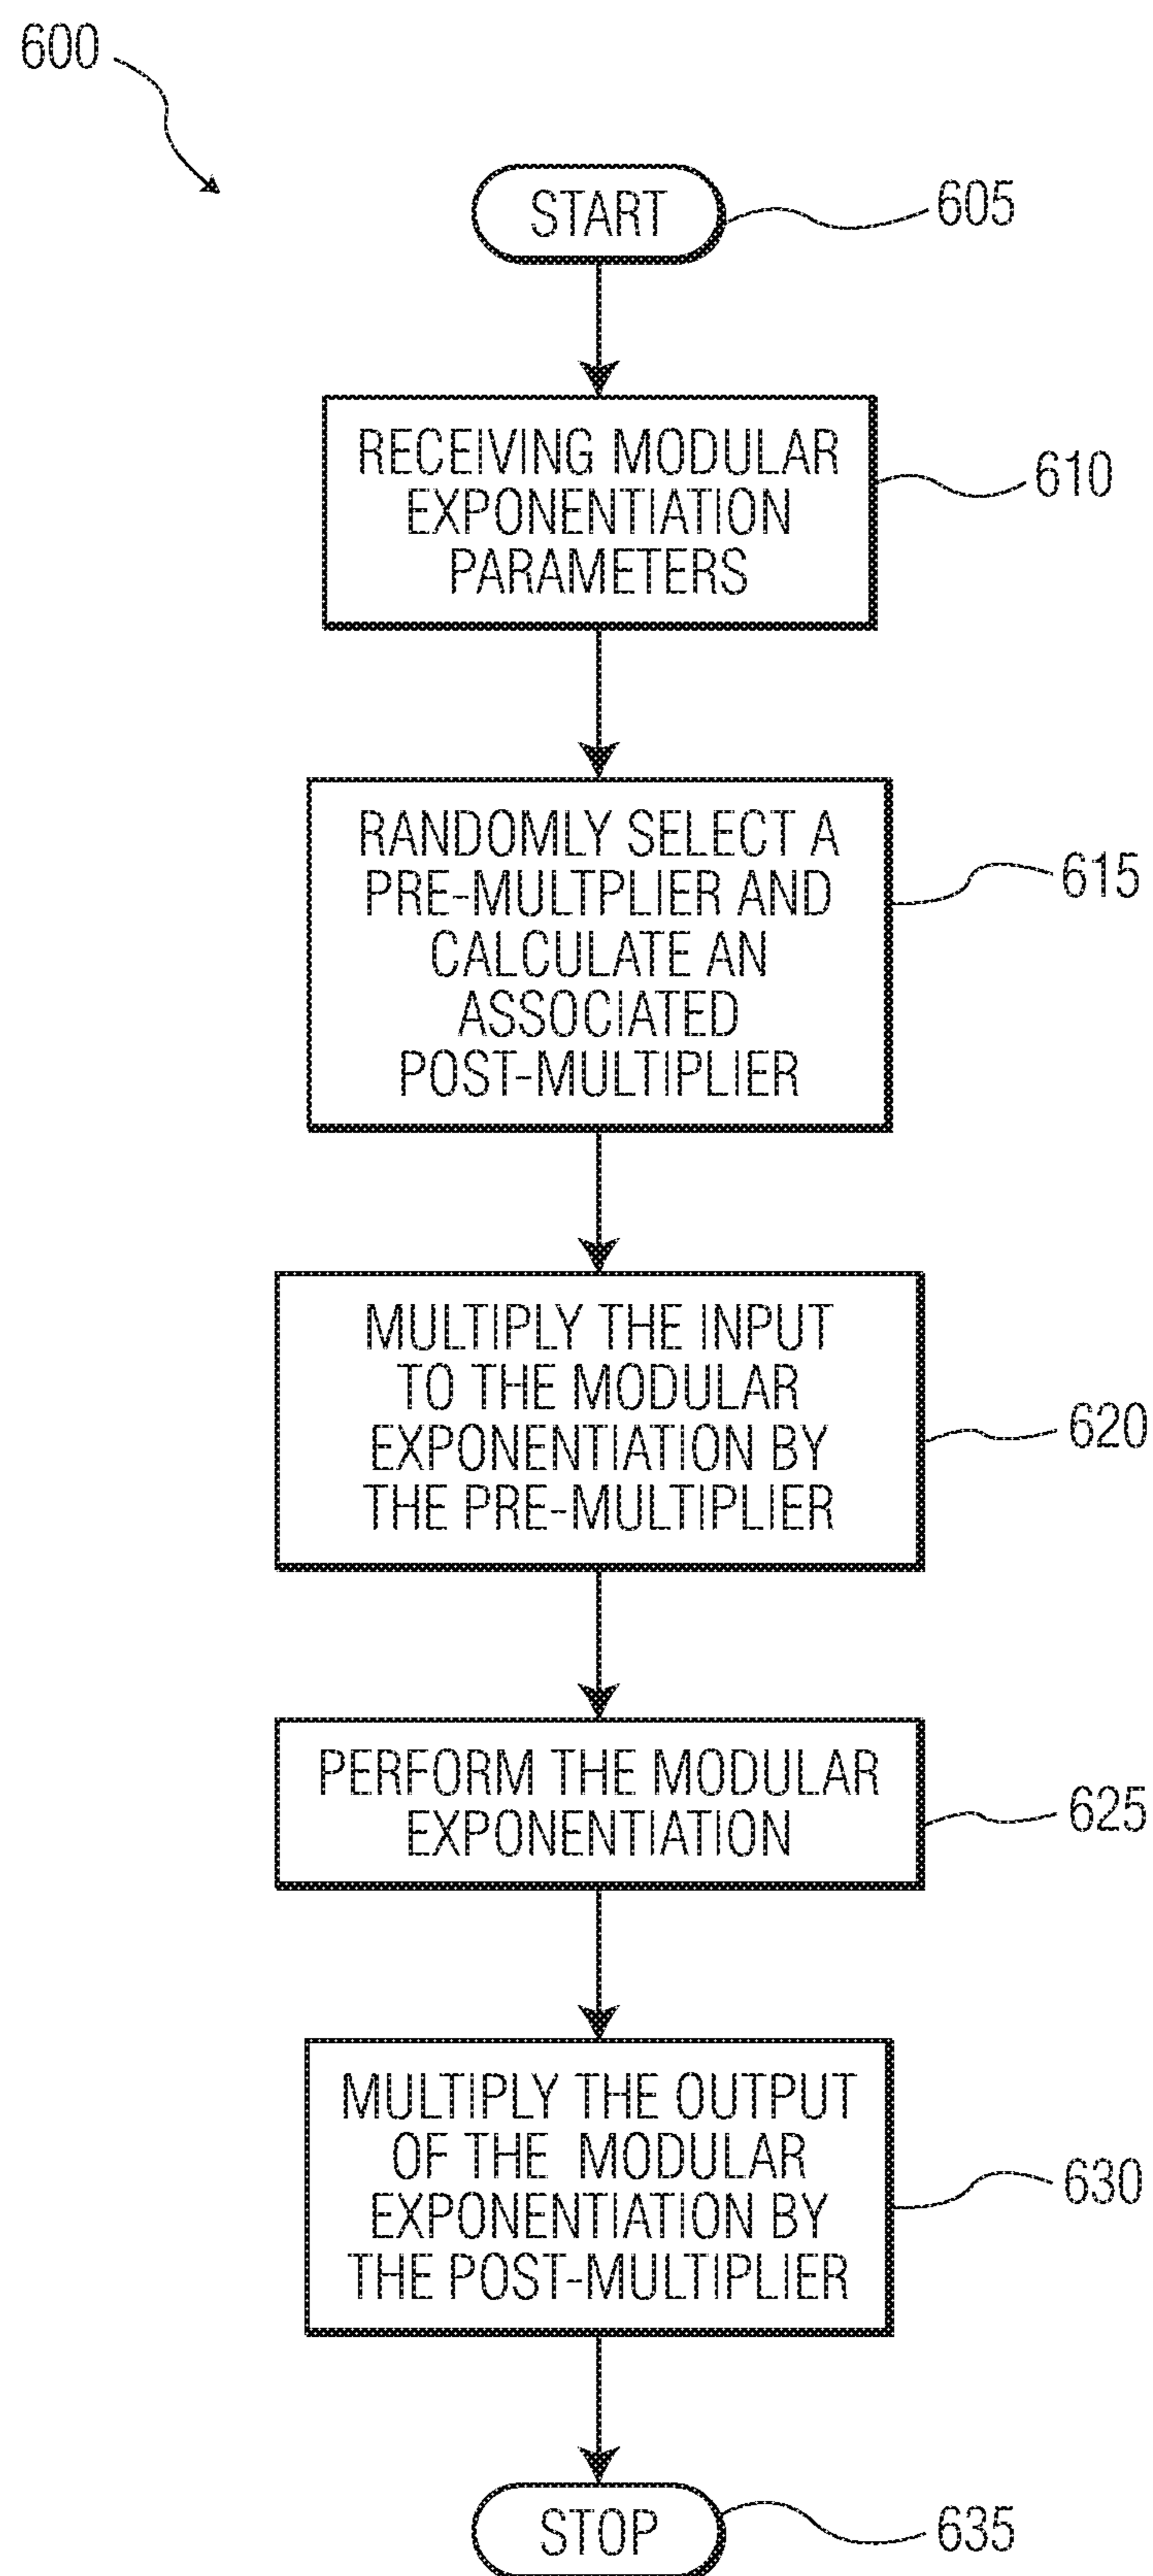 600
START
605
RECEIVING MODULAR
EXPONENTIATION
PARAMETERS
610
RANDOMLY SELECT A
PRE-MULTPLIER AND
CALCULATE AN
ASSOCIATED
POST-MULTIPLIER
615
MULTIPLY THE INPUT
TO THE MODULAR
EXPONENTIATION BY
THE PRE-MULTIPLIER
620
PERFORM THE MODULAR
EXPONENTIATION
625
MULTIPLY THE OUTPUT
OF THE MODULAR
EXPONENTIATION BY
THE POST-MULTIPLIER
630
STOP
635